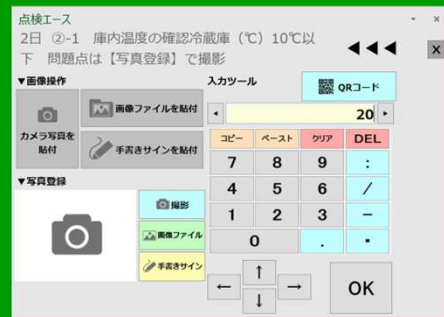 点検エース
2日 ②-1 庫内温度の確認冷蔵庫（℃）10℃以
下 問題点は【写真登録】で撮影
▼画像操作
カメラ写真を
貼付
画像ファイルを貼付
手書きサインを貼付
▼写真登録
撮影
画像ファイル
手書きサイン
入力ツール
QRコード
20
コピー ペースト クリア DEL
7 8 9 :
4 5 6 /
1 2 3 －
0 . ▪
← ↑ →
↓
OK